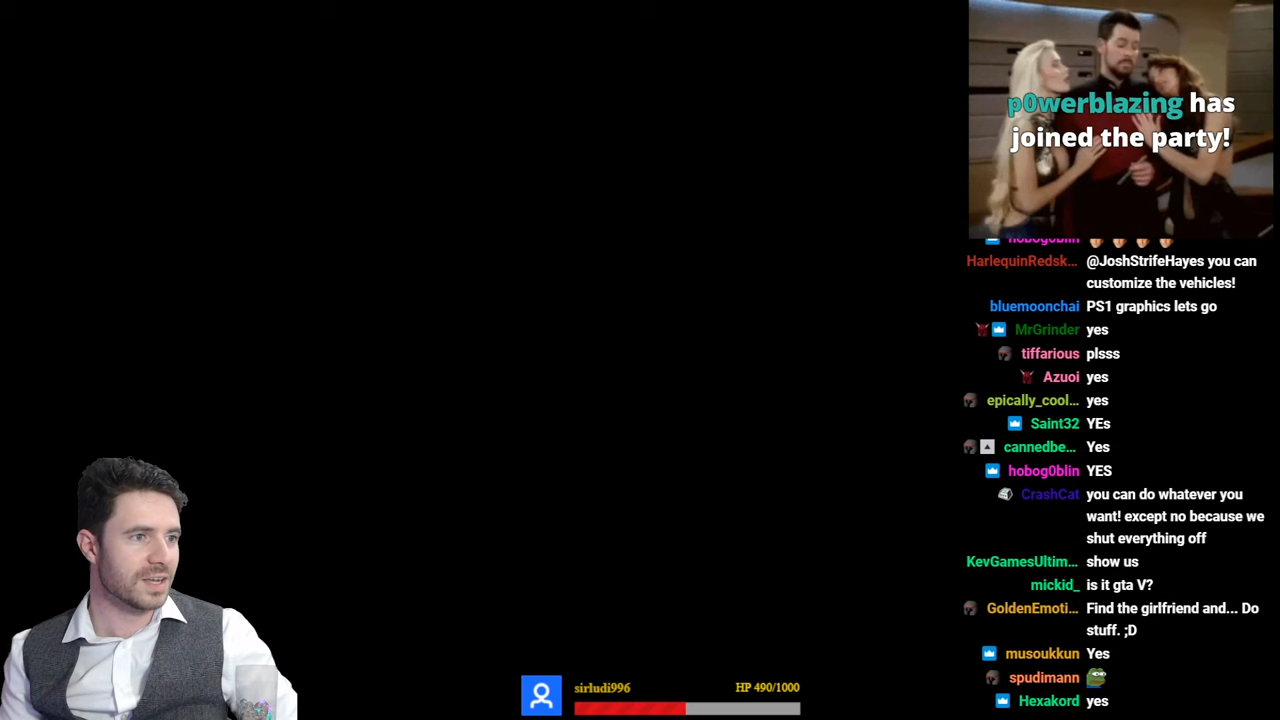 p0werblazing has
joined the party!
hobog0blin
HarlequinRedsk... @JoshStrifeHayes you can
customize the vehicles!
bluemoonchai PS1 graphics lets go
MrGrinder yes
tiffarious plsss
Azuoi yes
epically_cool... yes
Saint32 YEs
cannedbe... Yes
hobog0blin YES
CrashCat you can do whatever you
want! except no because we
shut everything off
KevGamesUltim... show us
mickid_ is it gta V?
GoldenEmoti... Find the girlfriend and... Do
stuff. ;D
musoukkun Yes
spudimann
Hexakord yes
sirludi996 HP 490/1000